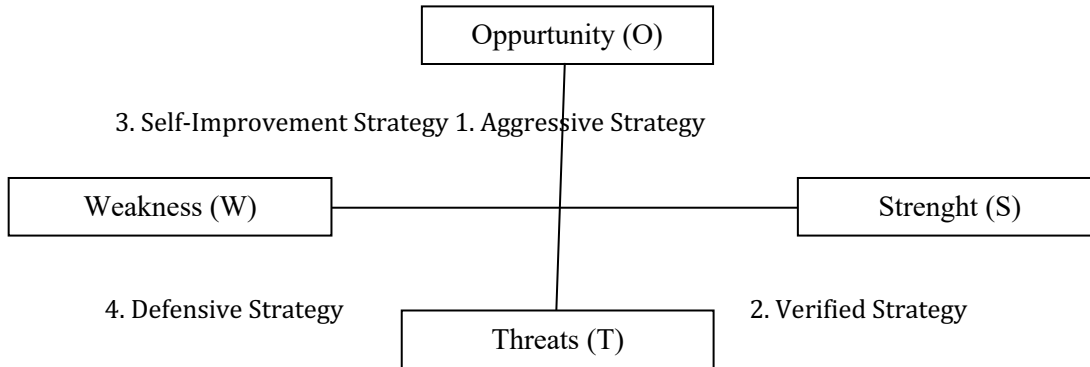 Oppurtunity (O)
3. Self-Improvement Strategy 1. Aggressive Strategy
Weakness (W)
Strenght (S)
4. Defensive Strategy
2. Verified Strategy
Threats (T)